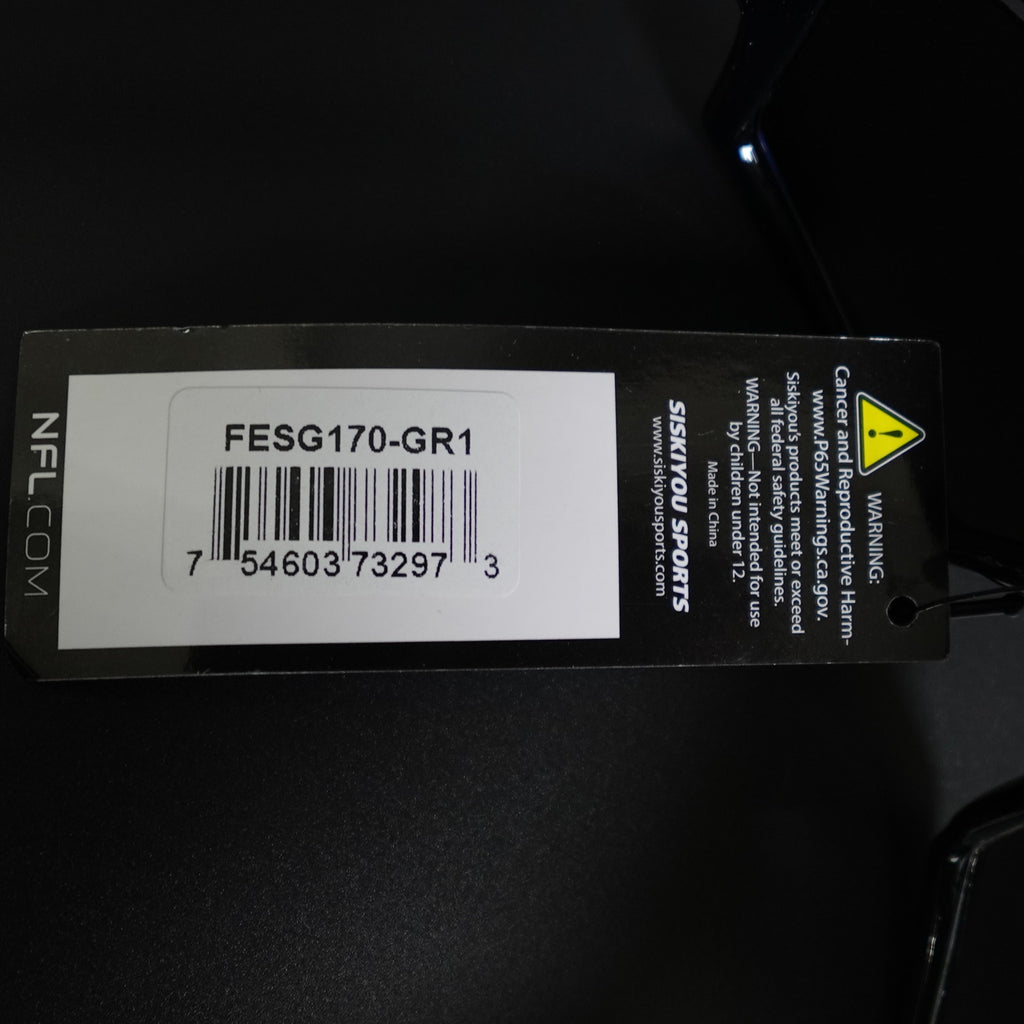 WARNING:
Cancer and Reproductive Harm-
www.P65Warnings.ca.gov.
Siskiyou's products meet or exceed
all federal safety guidelines.
WARNING—Not intended for use
by children under 12.
Made in China
SISKIYOU SPORTS
www.siskiyousports.com
FESG170-GR1
7 54603 73297 3
NFL.COM